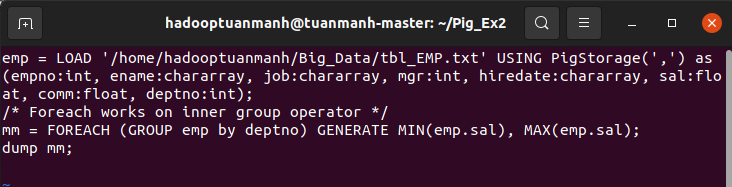 hadooptuanmanh@tuanmanh-master: ~/Pig_Ex2
emp = LOAD '/home/hadooptuanmanh/Big_Data/tbl_EMP.txt' USING PigStorage(',') as
(empno:int, ename:chararray, job:chararray, mgr:int, hiredate:chararray, sal:flo
at, comm:float, deptno:int);
/* Foreach works on inner group operator */
mm = FOREACH (GROUP emp by deptno) GENERATE MIN(emp.sal), MAX(emp.sal);
dump mm;
~